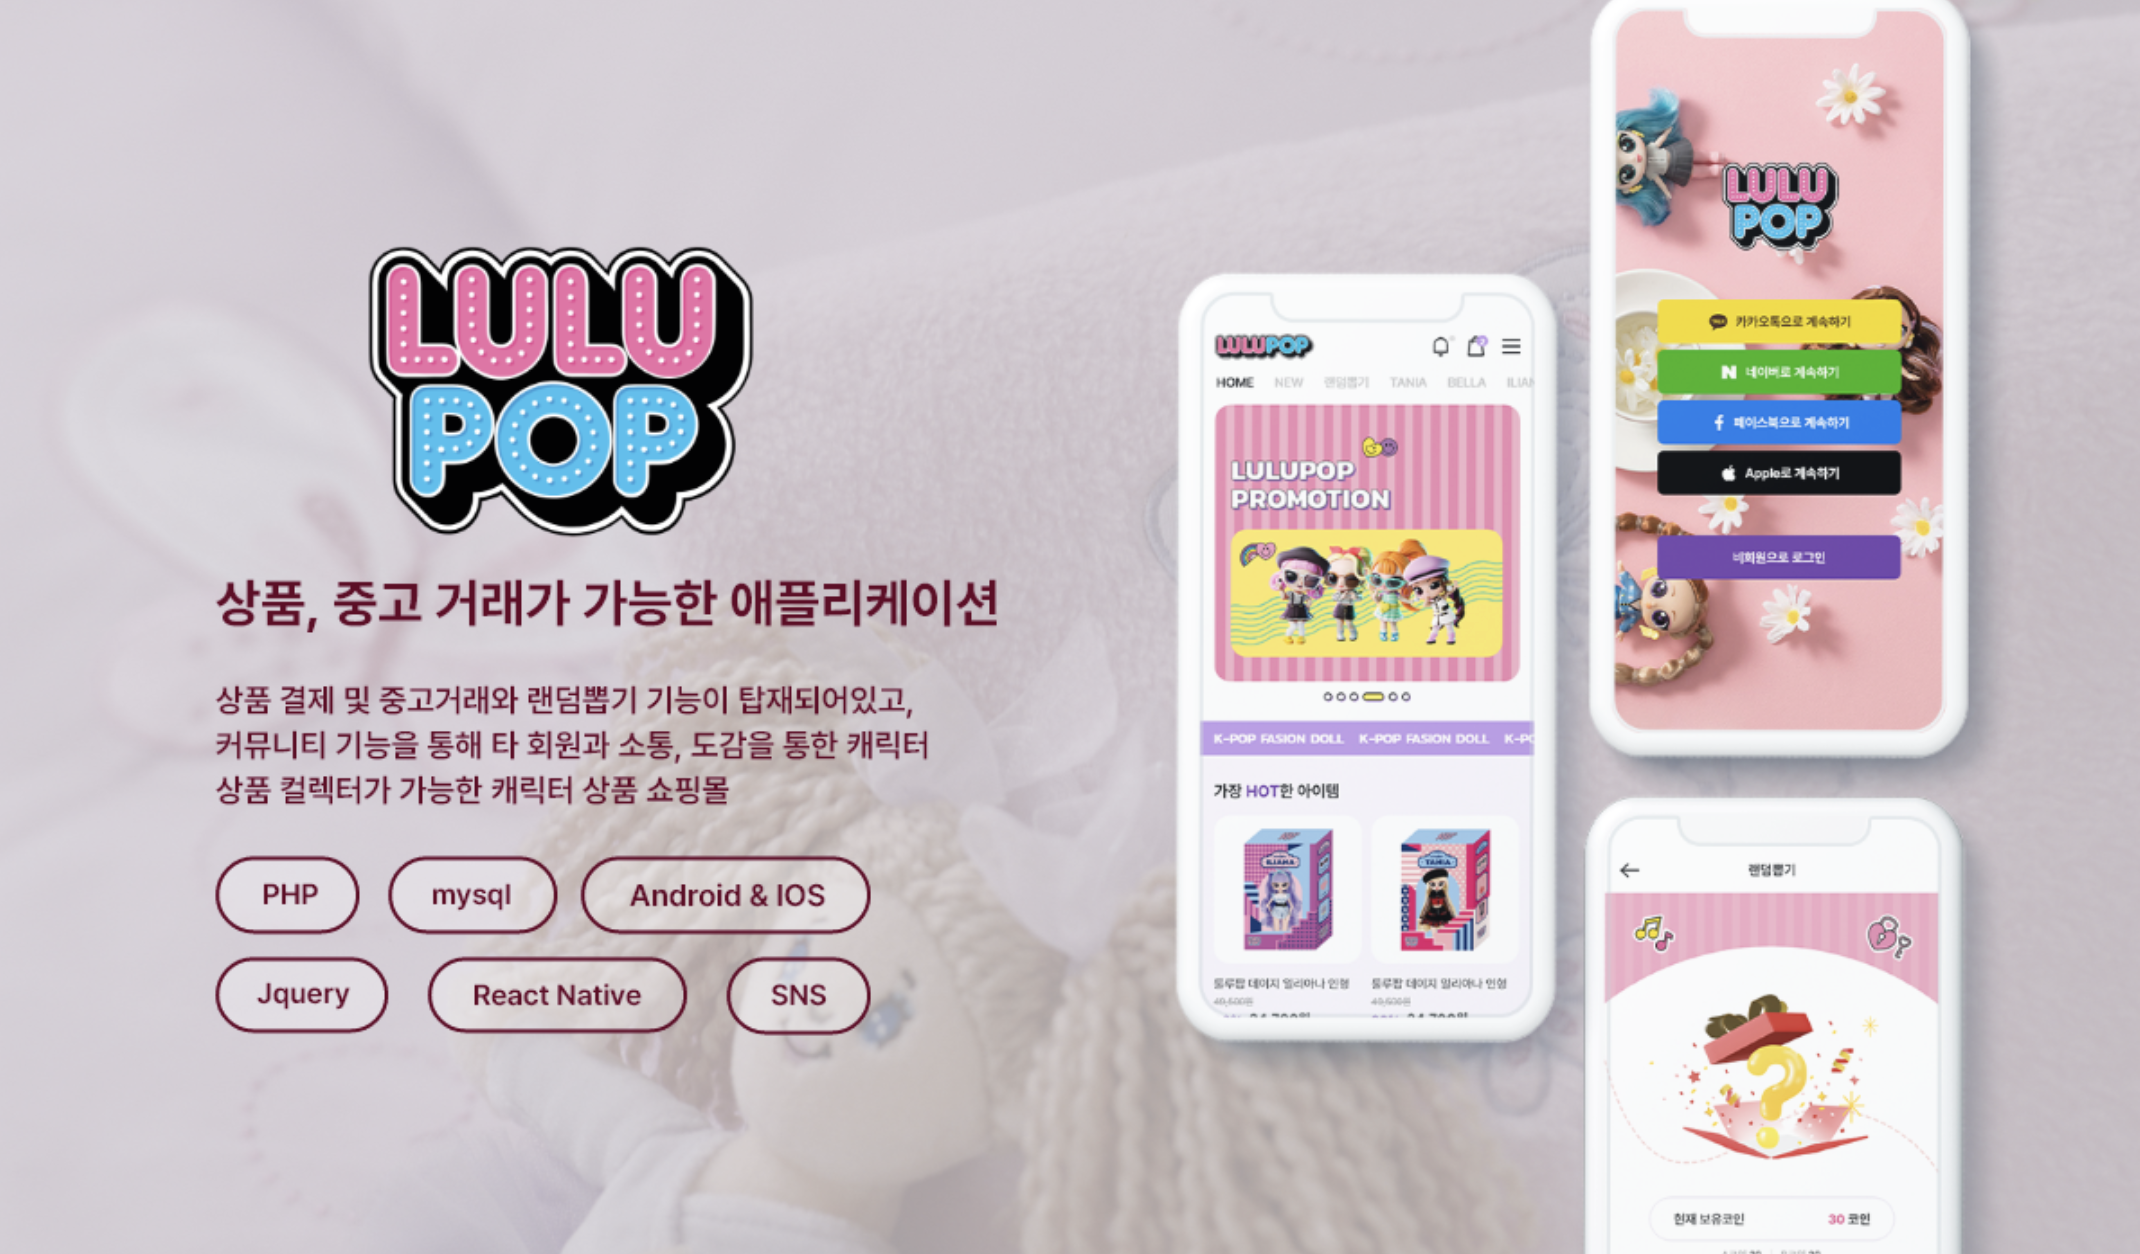 LULU
POP
상품, 중고 거래가 가능한 애플리케이션
상품 결제 및 중고거래와 랜덤뽑기 기능이 탑재되어있고,
커뮤니티 기능을 통해 타 회원과 소통, 도감을 통한 캐릭터
상품 컬렉터가 가능한 캐릭터 상품 쇼핑몰
PHP
mysql
Android & IOS
Jquery
React Native
SNS
LULUPOP
HOME NEW 랜덤뽑기 TANIA BELLA ILIAN
LULUPOP
PROMOTION
K-POP FASION DOLL K-POP FASION DOLL K-PO
가장 HOT한 아이템
ILIANA
TANIA
룰루팝 데이지 일리아나 인형
룰루팝 데이지 일리아나 인형
40,500원
40,500원
LULU
POP
카카오톡으로 계속하기
네이버로 계속하기
페이스북으로 계속하기
Apple로 계속하기
비회원으로 로그인
랜덤뽑기
현재 보유코인 30 코인